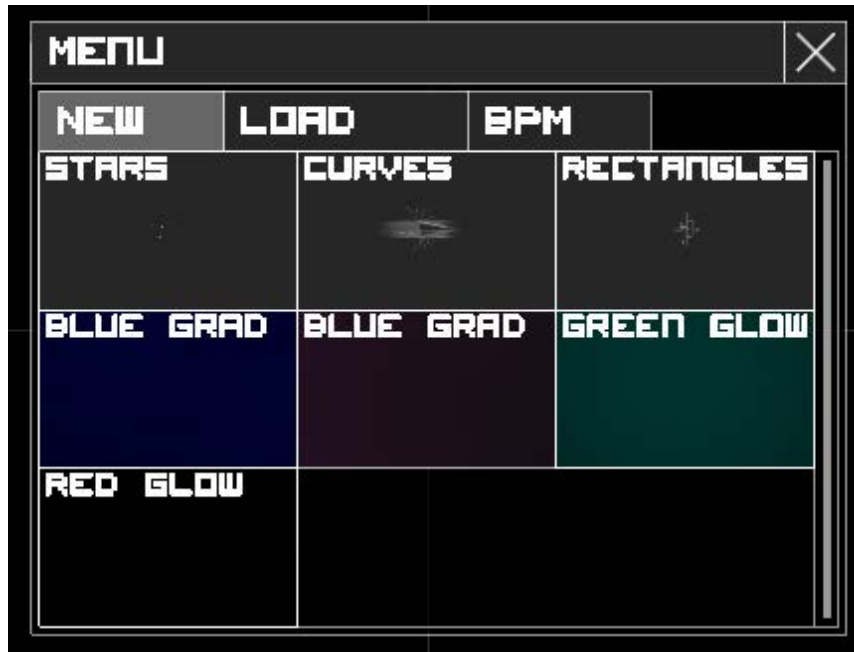 MENU
NEW LOAD BPM
STARS CURVES RECTANGLES
BLUE GRAD BLUE GRAD GREEN GLOW
RED GLOW